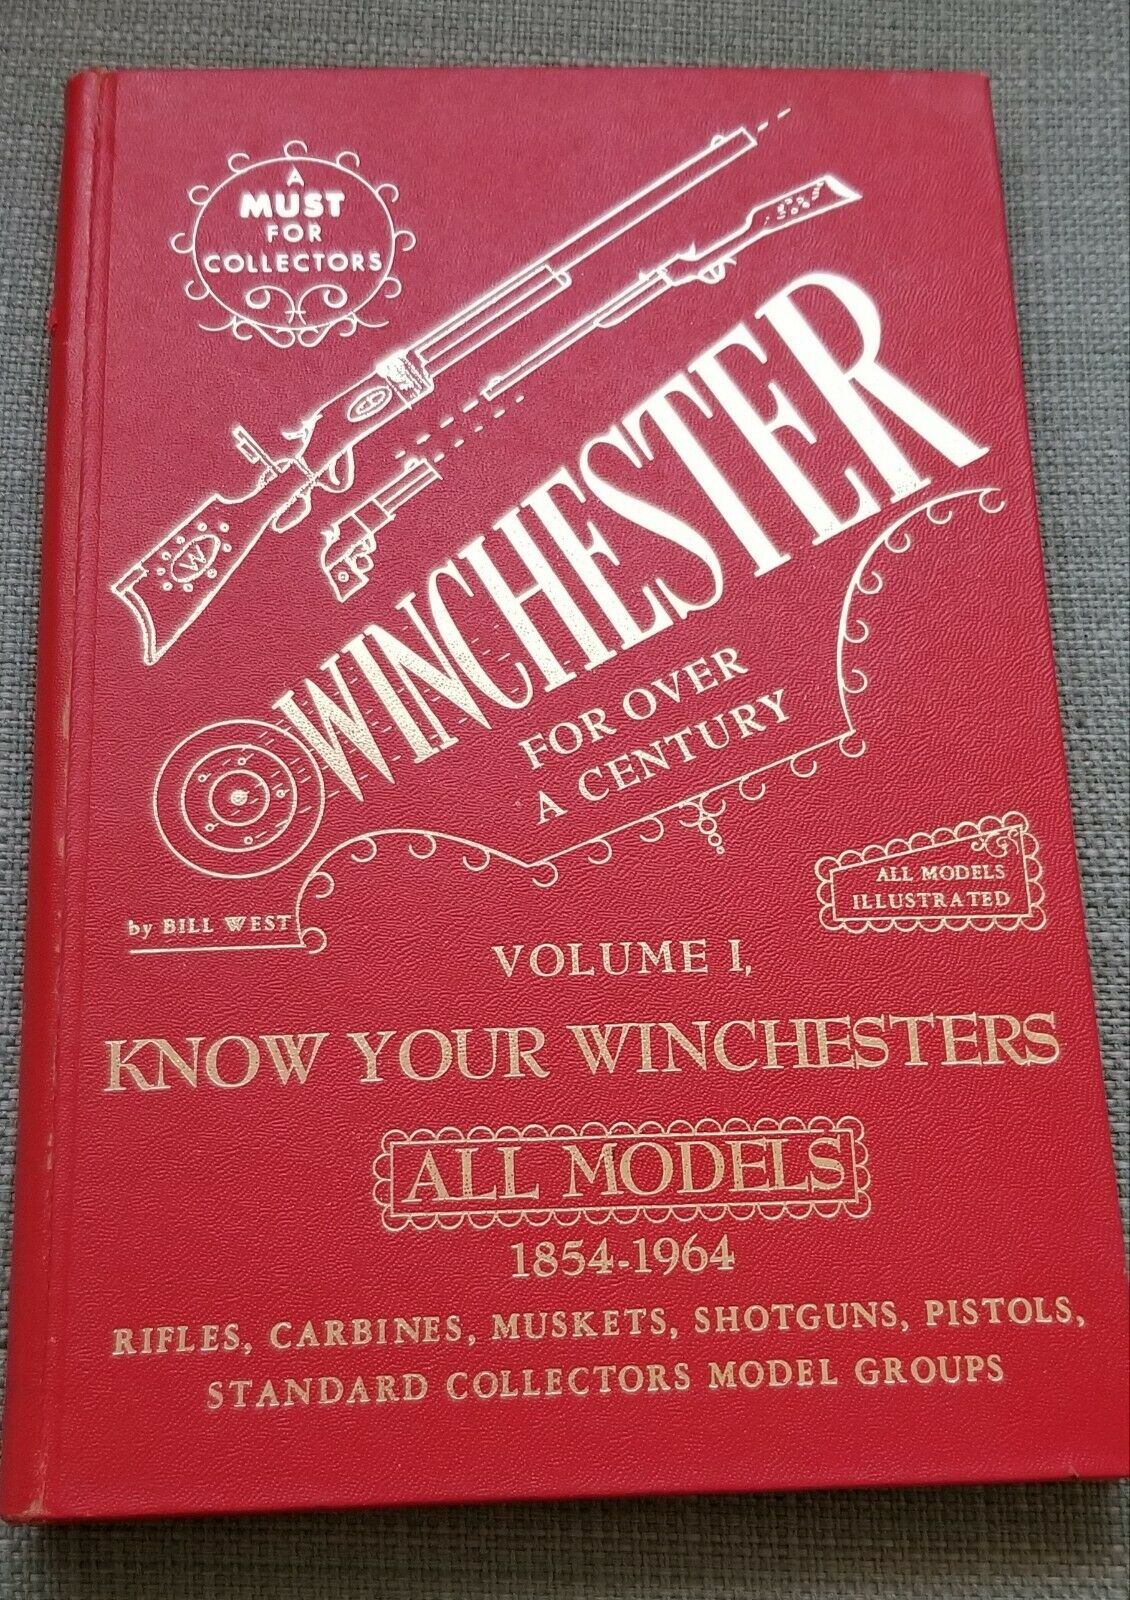 A
MUST
FOR
COLLECTORS
W
WINCHESTER
FOR OVER
A CENTURY
ALL MODELS
ILLUSTRATED
by BILL WEST
VOLUME I,
KNOW YOUR WINCHESTERS
ALL MODELS
1854-1964
RIFLES, CARBINES, MUSKETS, SHOTGUNS, PISTOLS,
STANDARD COLLECTORS MODEL GROUPS